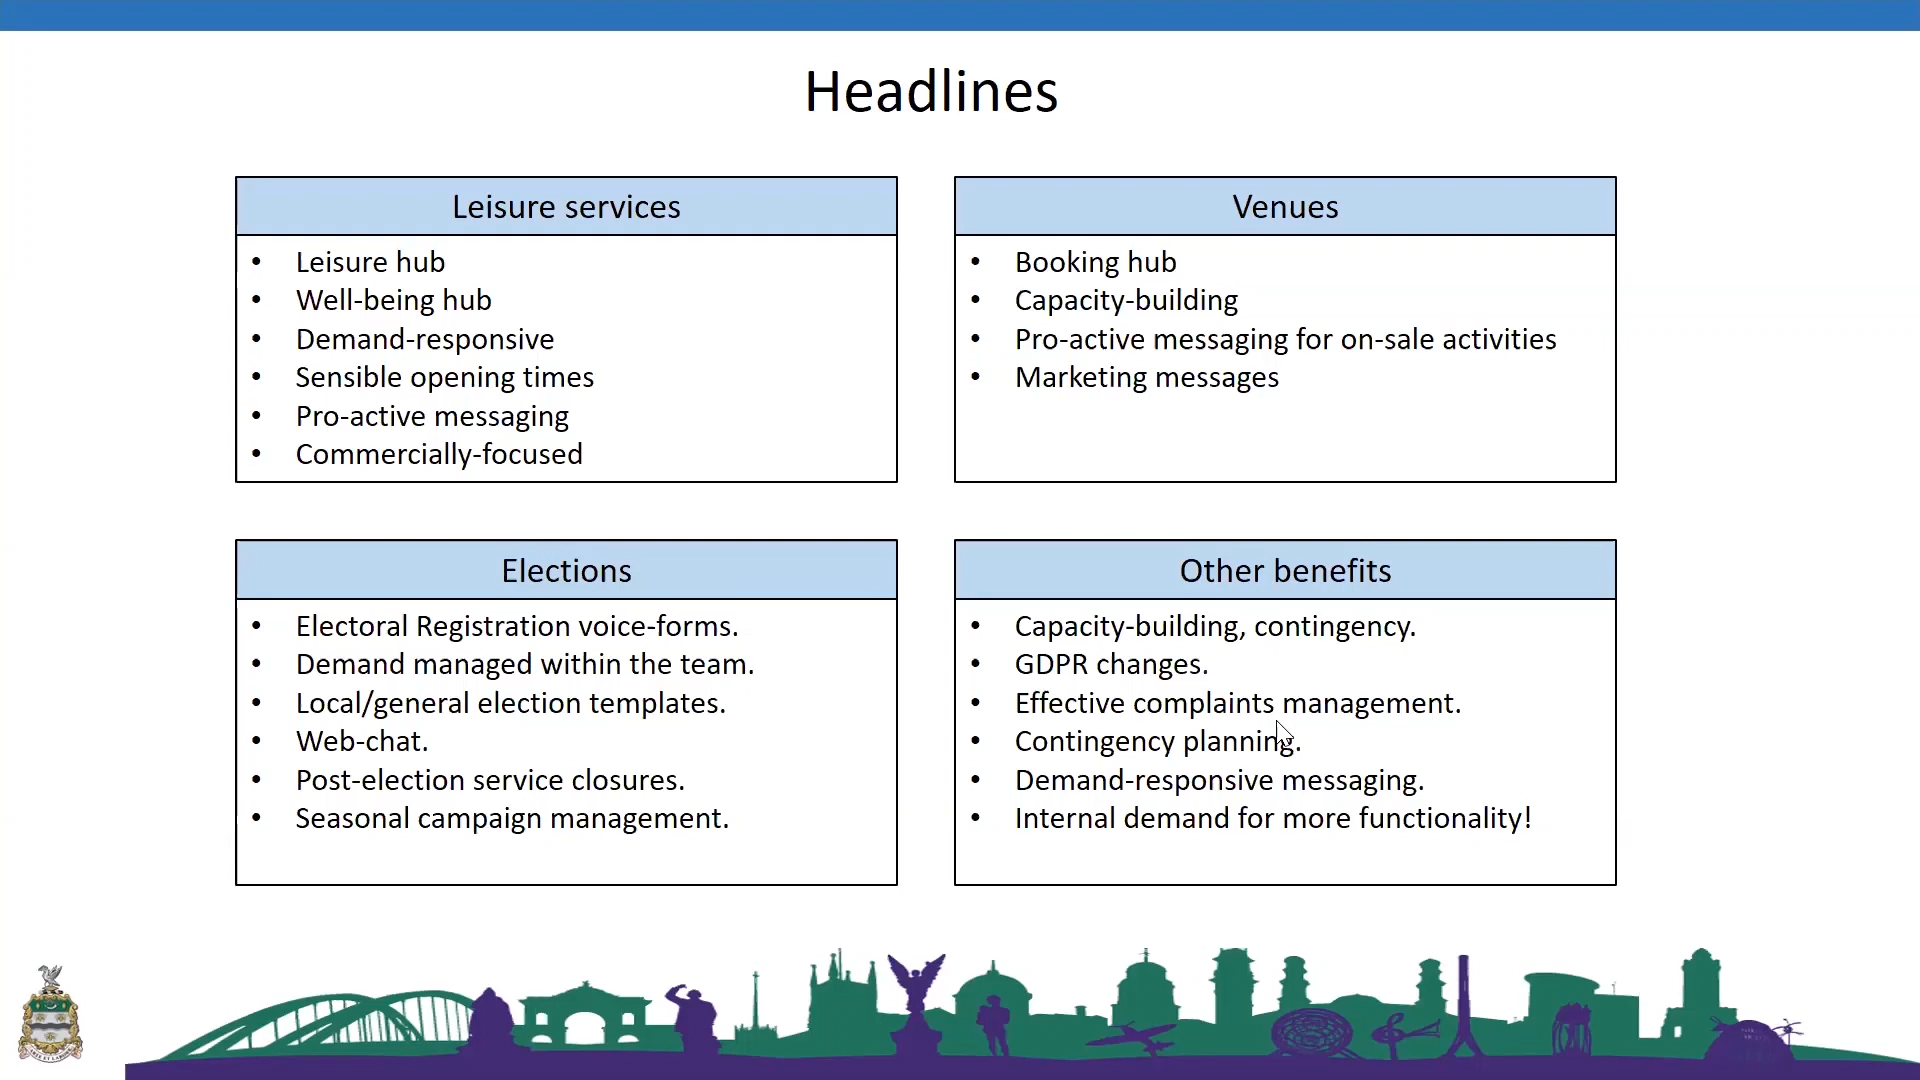 Headlines
Leisure services
• Leisure hub
• Well-being hub
• Demand-responsive
• Sensible opening times
• Pro-active messaging
• Commercially-focused
Venues
• Booking hub
• Capacity-building
• Pro-active messaging for on-sale activities
• Marketing messages
Elections
• Electoral Registration voice-forms.
• Demand managed within the team.
• Local/general election templates.
• Web-chat.
• Post-election service closures.
• Seasonal campaign management.
Other benefits
• Capacity-building, contingency.
• GDPR changes.
• Effective complaints management.
• Contingency planning.
• Demand-responsive messaging.
• Internal demand for more functionality!